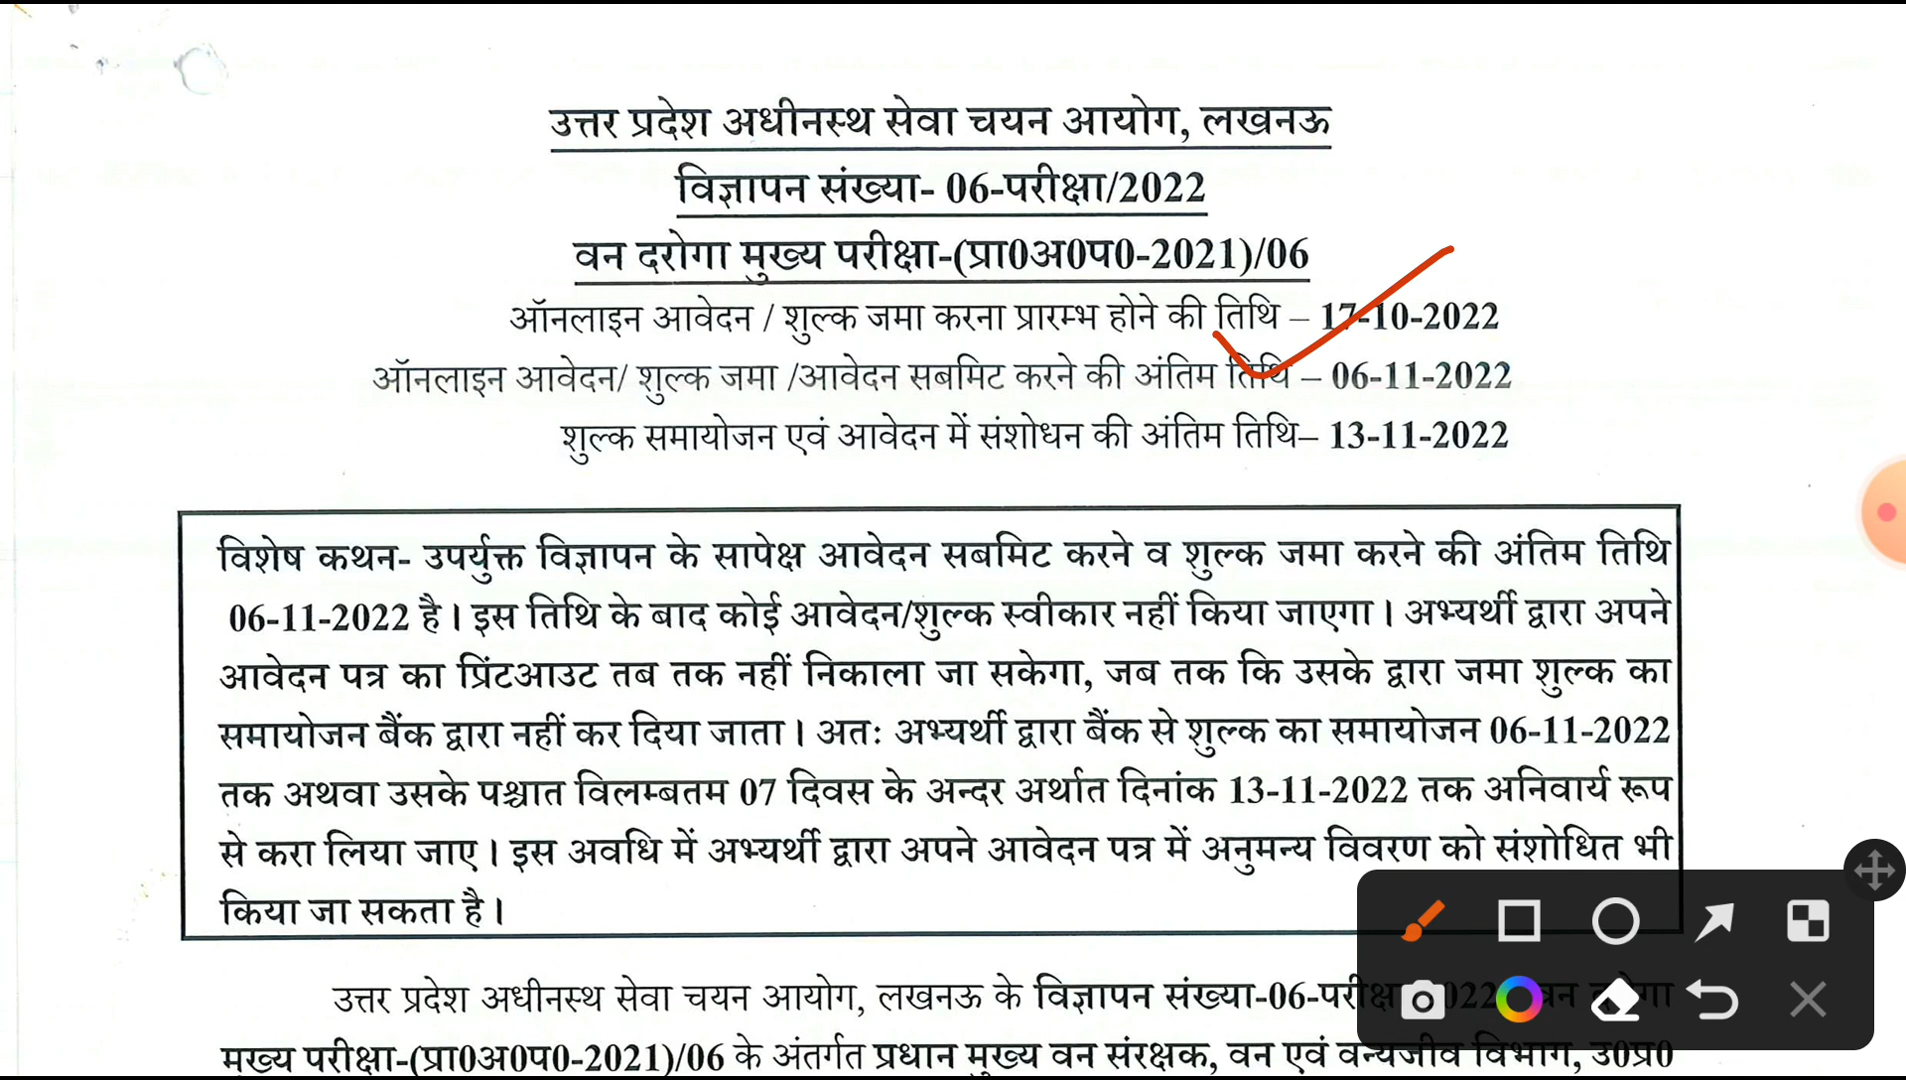 उत्तर प्रदेश अधीनस्थ सेवा चयन आयोग, लखनऊ
विज्ञापन संख्या- 06-परीक्षा/2022
वन दरोगा मुख्य परीक्षा-(प्रा0अ0प0-2021)/06
ऑनलाइन आवेदन / शुल्क जमा करना प्रारम्भ होने की तिथि – 17-10-2022
ऑनलाइन आवेदन/ शुल्क जमा /आवेदन सबमिट करने की अंतिम तिथि – 06-11-2022
शुल्क समायोजन एवं आवेदन में संशोधन की अंतिम तिथि– 13-11-2022
विशेष कथन- उपर्युक्त विज्ञापन के सापेक्ष आवेदन सबमिट करने व शुल्क जमा करने की अंतिम तिथि
06-11-2022 है। इस तिथि के बाद कोई आवेदन/शुल्क स्वीकार नहीं किया जाएगा। अभ्यर्थी द्वारा अपने
आवेदन पत्र का प्रिंटआउट तब तक नहीं निकाला जा सकेगा, जब तक कि उसके द्वारा जमा शुल्क का
समायोजन बैंक द्वारा नहीं कर दिया जाता। अतः अभ्यर्थी द्वारा बैंक से शुल्क का समायोजन 06-11-2022
तक अथवा उसके पश्चात विलम्बतम 07 दिवस के अन्दर अर्थात दिनांक 13-11-2022 तक अनिवार्य रूप
से करा लिया जाए। इस अवधि में अभ्यर्थी द्वारा अपने आवेदन पत्र में अनुमन्य विवरण को संशोधित भी
किया जा सकता है।
उत्तर प्रदेश अधीनस्थ सेवा चयन आयोग, लखनऊ के विज्ञापन संख्या-06-परीक्षा/2022 वन दरोगा
मुख्य परीक्षा-(प्रा0अ0प0-2021)/06 के अंतर्गत प्रधान मुख्य वन संरक्षक, वन एवं वन्यजीव विभाग, उ0प्र0